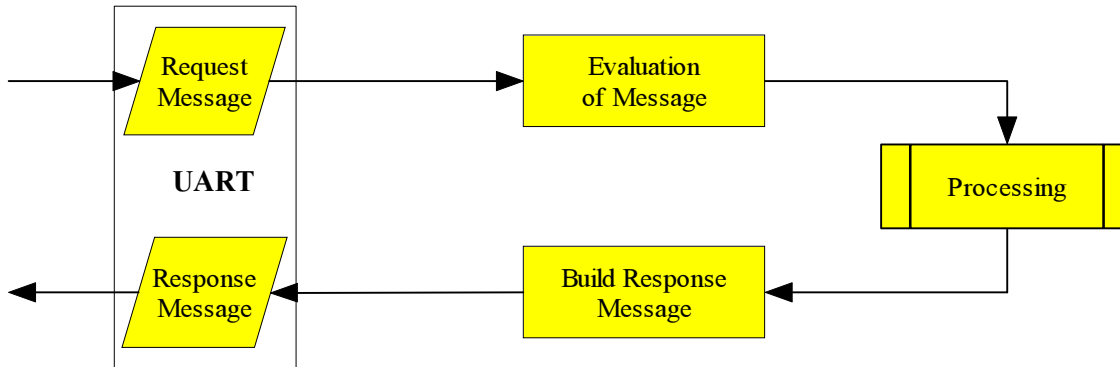 Request
Message
Evaluation
of Message
UART
Processing
Response
Message
Build Response
Message